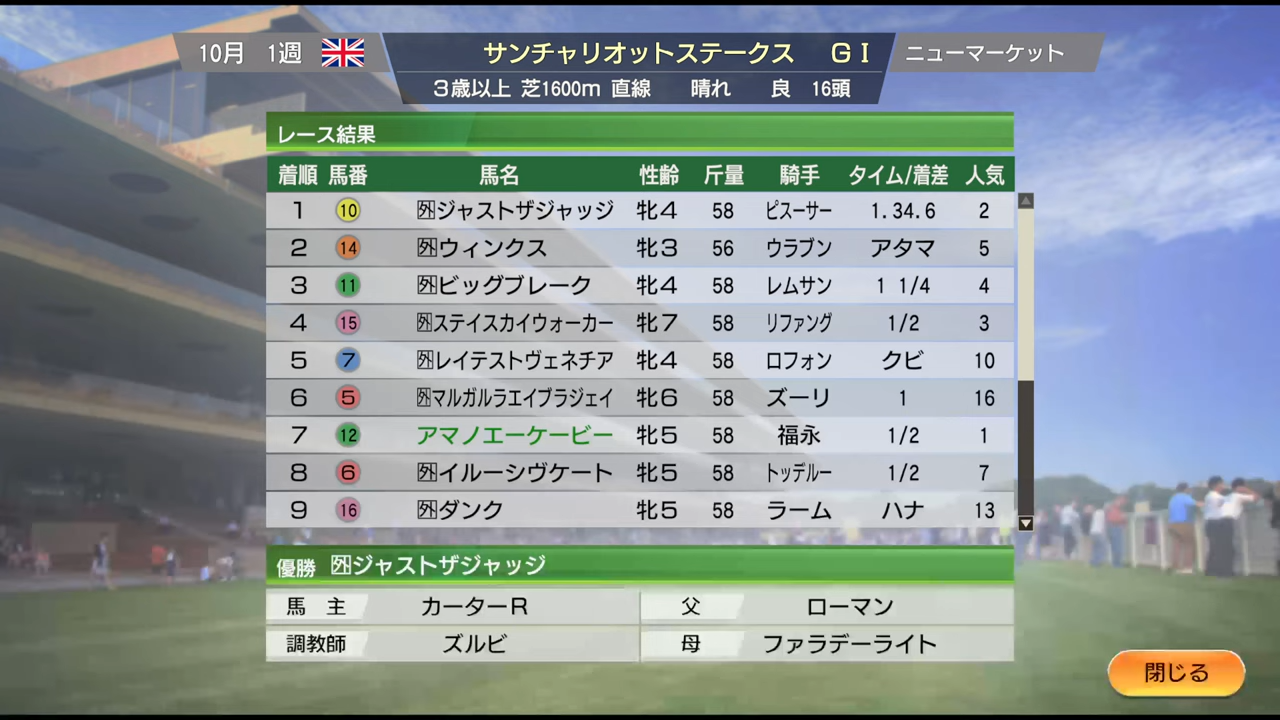 10月 1週 サンチャリオットステークス GⅠ ニューマーケット
3歳以上 芝1600m 直線 晴れ 良 16頭
レース結果
着順 馬番 馬名 性齢 斤量 騎手 タイム/着差 人気
1 10 外ジャストザジャッジ 牝4 58 ピスーサー 1.34.6 2
2 14 外ウィンクス 牝3 56 ウラブン アタマ 5
3 11 外ビッグブレーク 牝4 58 レムサン 1 1/4 4
4 15 外ステイスカイウォーカー 牝7 58 リファング 1/2 3
5 7 外レイテストヴェネチア 牝4 58 ロフォン クビ 10
6 5 外マルガルラエイブラジェイ 牝6 58 ズーリ 1 16
7 12 アマノエーケービー 牝5 58 福永 1/2 1
8 6 外イルーシヴケート 牝5 58 トッデルー 1/2 7
9 16 外ダンク 牝5 58 ラーム ハナ 13
優勝 外ジャストザジャッジ
馬 主 カーターR 父 ローマン
調教師 ズルビ 母 ファラデーライト
閉じる